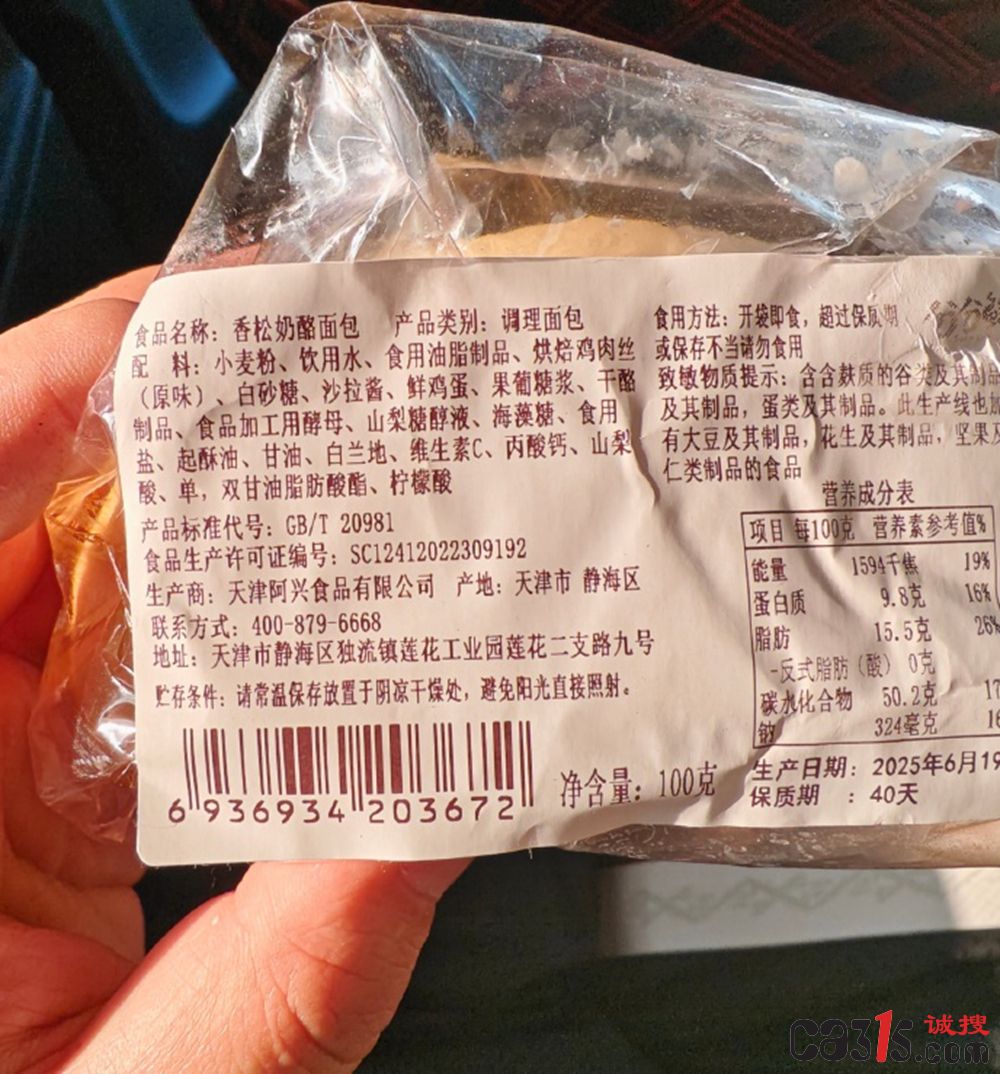 食品名称：香松奶酪面包 产品类别：调理面包
配 料：小麦粉、饮用水、食用油脂制品、烘焙鸡肉丝
（原味）、白砂糖、沙拉酱、鲜鸡蛋、果葡糖浆、干酪
制品、食品加工用酵母、山梨糖醇液、海藻糖、食用
盐、起酥油、甘油、白兰地、维生素C、丙酸钙、山梨
酸、单，双甘油脂肪酸酯、柠檬酸
产品标准代号：GB/T 20981
食品生产许可证编号：SC12412022309192
生产商：天津阿兴食品有限公司 产地：天津市 静海区
联系方式：400-879-6668
地址：天津市静海区独流镇莲花工业园莲花二支路九号
贮存条件：请常温保存放置于阴凉干燥处，避免阳光直接照射。
6 936934 203672
净含量：100克
食用方法：开袋即食，超过保质期
或保存不当请勿食用
致敏物质提示：含含麸质的谷类及其制品
及其制品，蛋类及其制品。此生产线也加
有大豆及其制品，花生及其制品，坚果及
仁类制品的食品
营养成分表
项目 每100克 营养素参考值%
能量 1594千焦 19%
蛋白质 9.8克 16%
脂肪 15.5克 26%
-反式脂肪（酸） 0克
碳水化合物 50.2克 17
钠 324毫克
生产日期：2025年6月19
保质期 ：40天
ca31s.com 诚搜